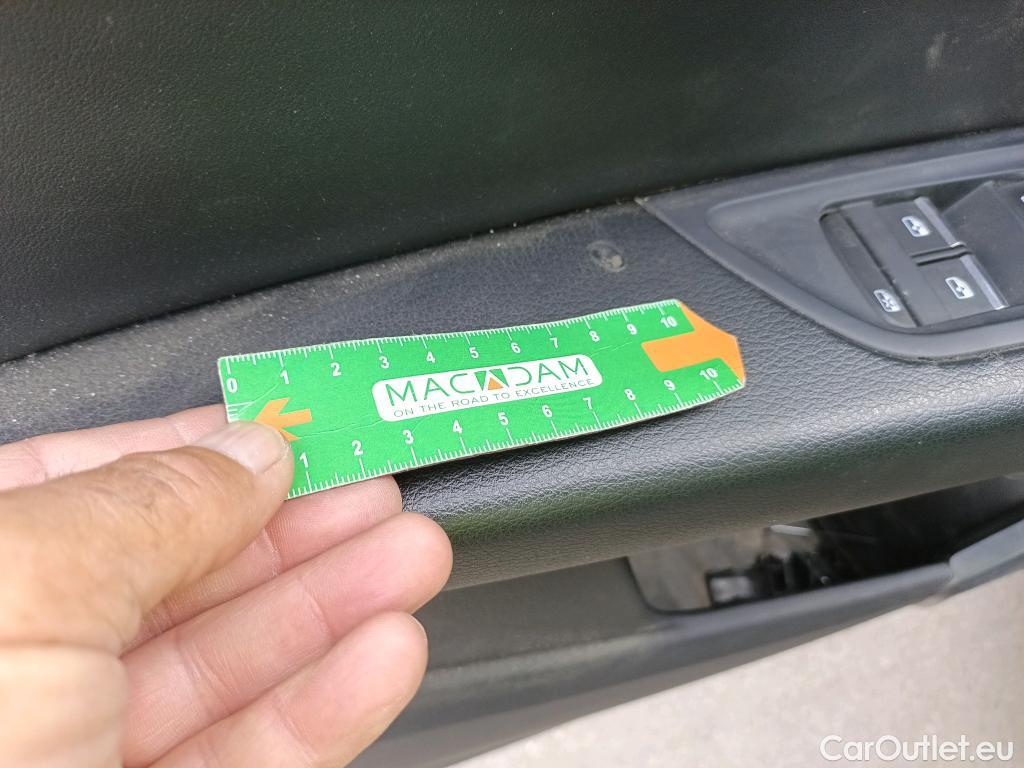 0 1 2 3 4 5 6 7 8 9 10
MACADAM
ON THE ROAD TO EXCELLENCE
1 2 3 4 5 6 7 8 9 10
CarOutlet.eu